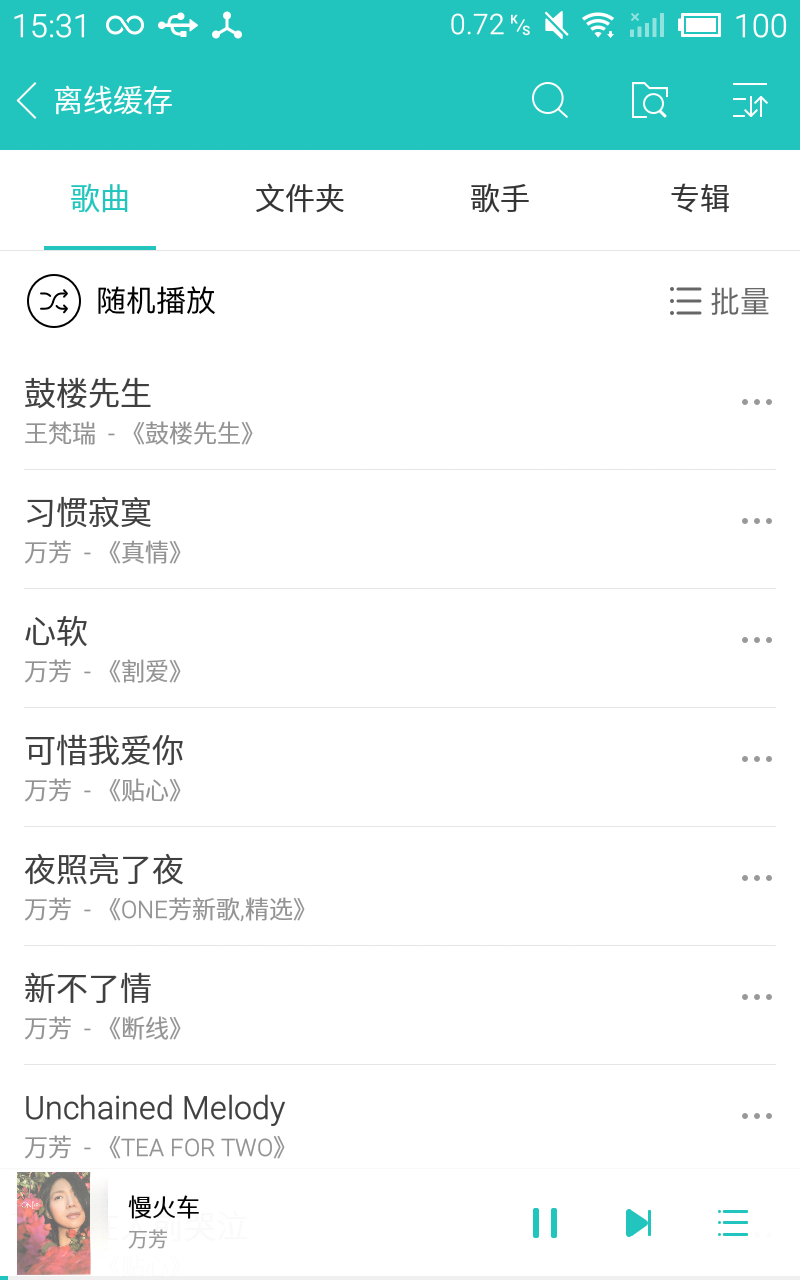 15:31 0.72 K/s 100
离线缓存
歌曲 文件夹 歌手 专辑
随机播放 批量
鼓楼先生
王梵瑞 - 《鼓楼先生》
习惯寂寞
万芳 - 《真情》
心软
万芳 - 《割爱》
可惜我爱你
万芳 - 《贴心》
夜照亮了夜
万芳 - 《ONE芳新歌,精选》
新不了情
万芳 - 《断线》
Unchained Melody
万芳 - 《TEA FOR TWO》
慢火车
万芳